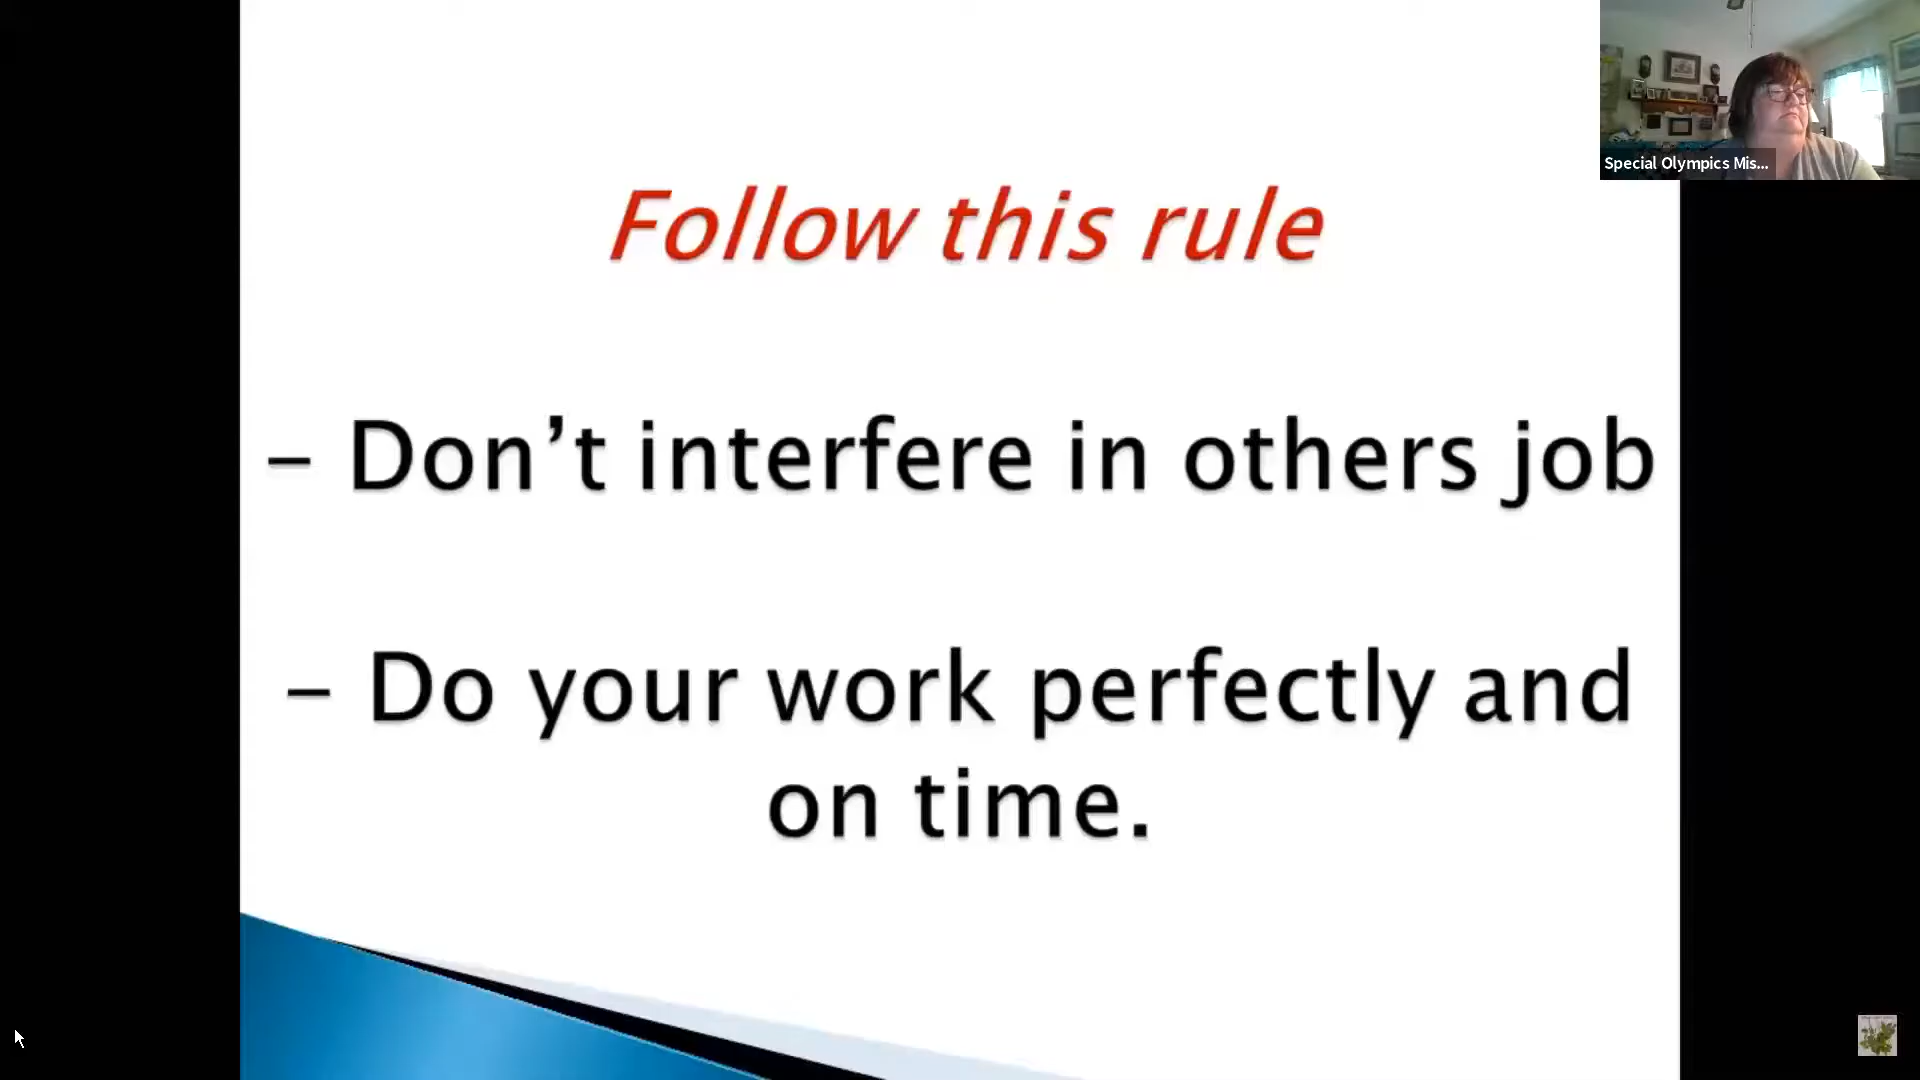 Special Olympics Mis...
Follow this rule
– Don’t interfere in others job
– Do your work perfectly and
on time.